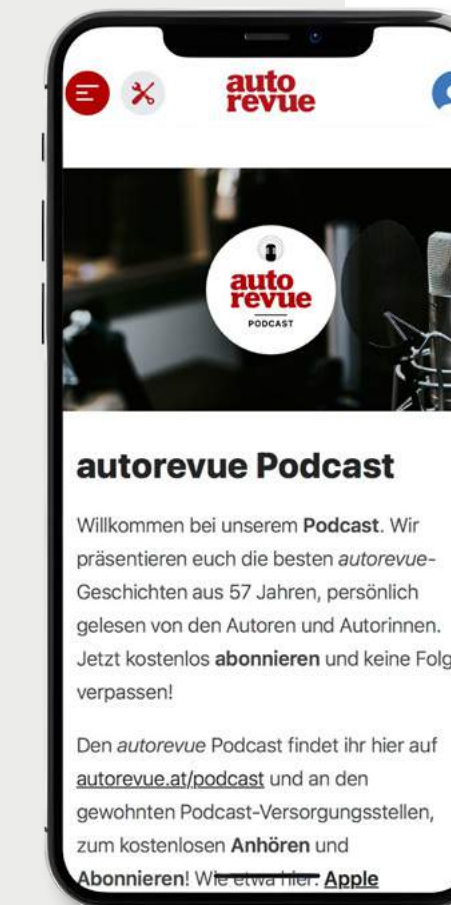 auto
revue
auto
revue
PODCAST
autorevue Podcast
Willkommen bei unserem Podcast. Wir
präsentieren euch die besten autorevue-
Geschichten aus 57 Jahren, persönlich
gelesen von den Autoren und Autorinnen.
Jetzt kostenlos abonnieren und keine Folg
verpassen!
Den autorevue Podcast findet ihr hier auf
autorevue.at/podcast und an den
gewohnten Podcast-Versorgungsstellen,
zum kostenlosen Anhören und
Abonnieren! Wie etwa hier: Apple